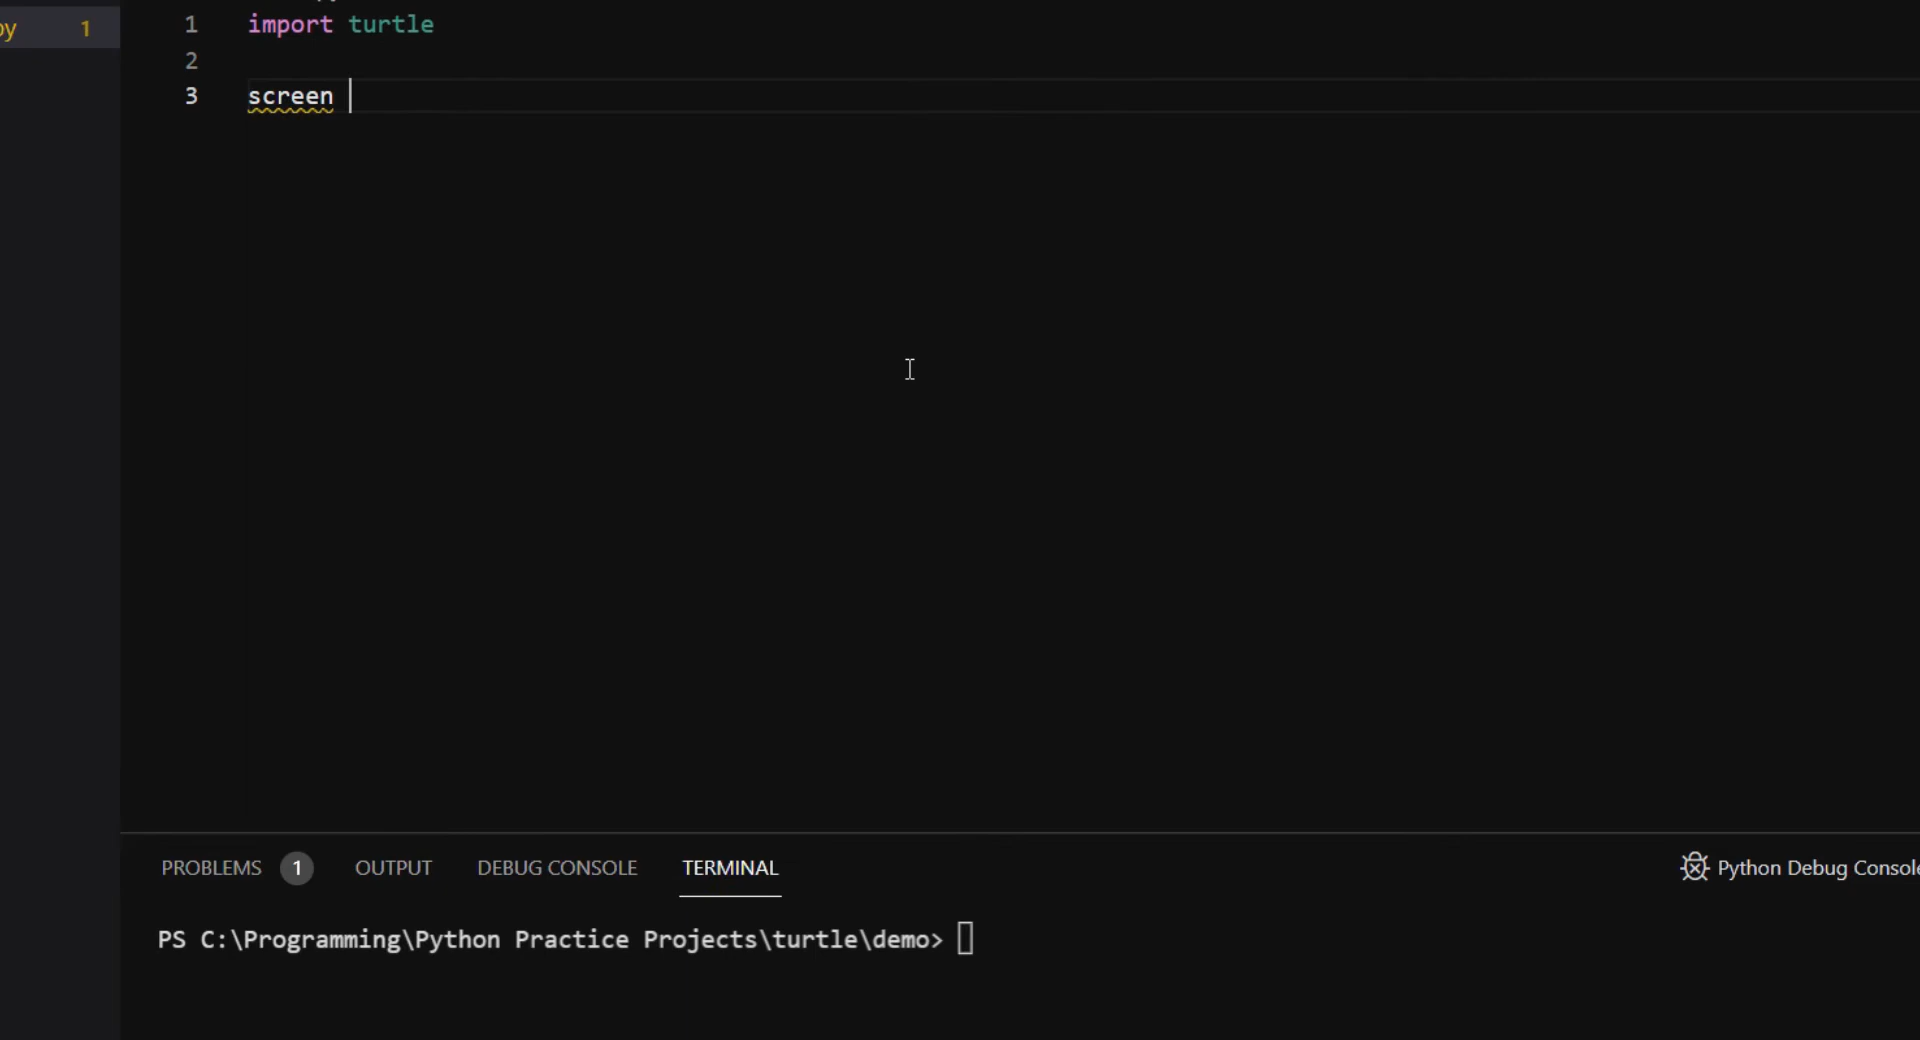 py 1
1 import turtle
2
3 screen
PROBLEMS 1 OUTPUT DEBUG CONSOLE TERMINAL Python Debug Console
PS C:\Programming\Python Practice Projects\turtle\demo>